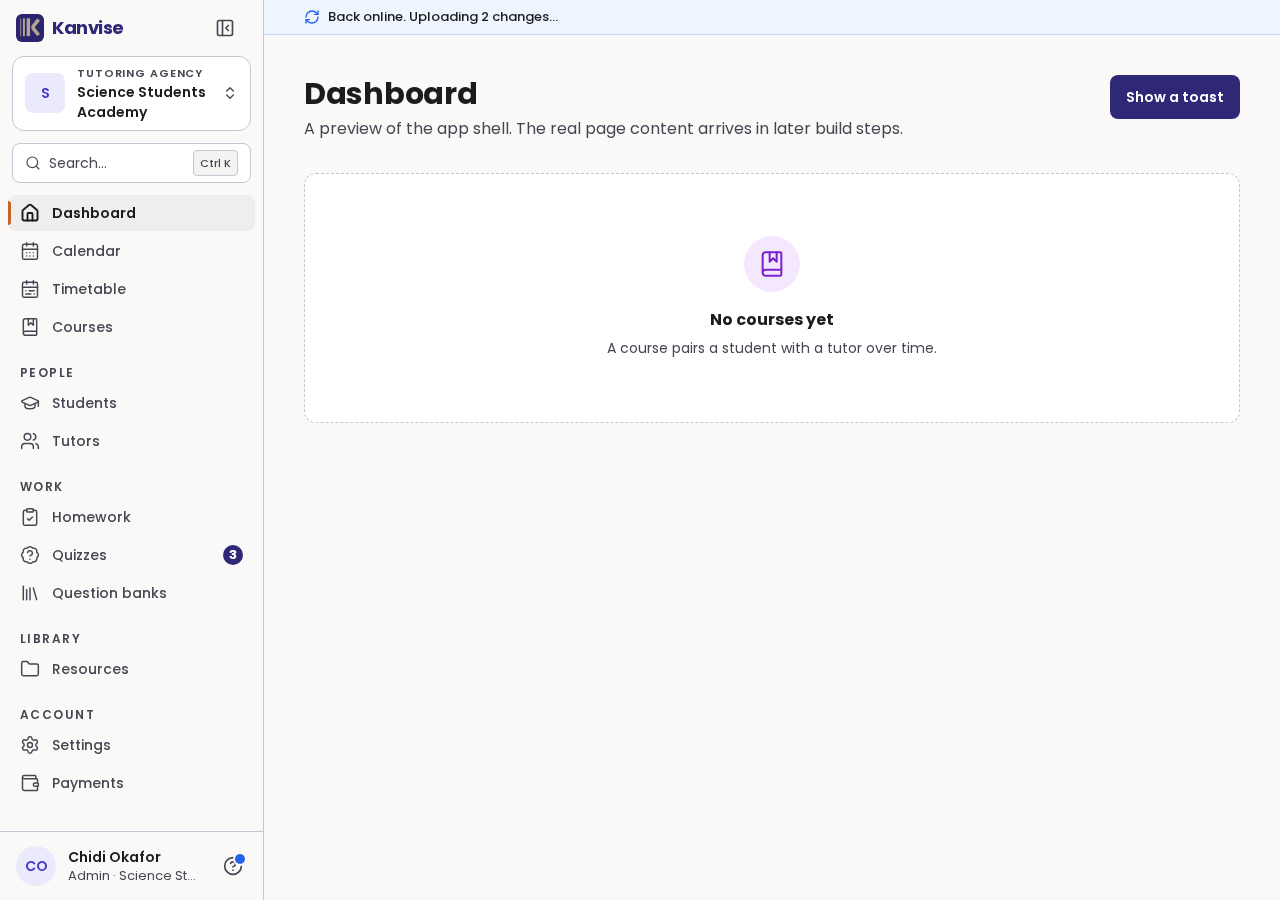 Kanvise
TUTORING AGENCY
Science Students
Academy
Search...
Ctrl K
Dashboard
Calendar
Timetable
Courses
PEOPLE
Students
Tutors
WORK
Homework
Quizzes
3
Question banks
LIBRARY
Resources
ACCOUNT
Settings
Payments
CO
Chidi Okafor
Admin · Science St...
S
Back online. Uploading 2 changes...
Dashboard
A preview of the app shell. The real page content arrives in later build steps.
Show a toast
No courses yet
A course pairs a student with a tutor over time.